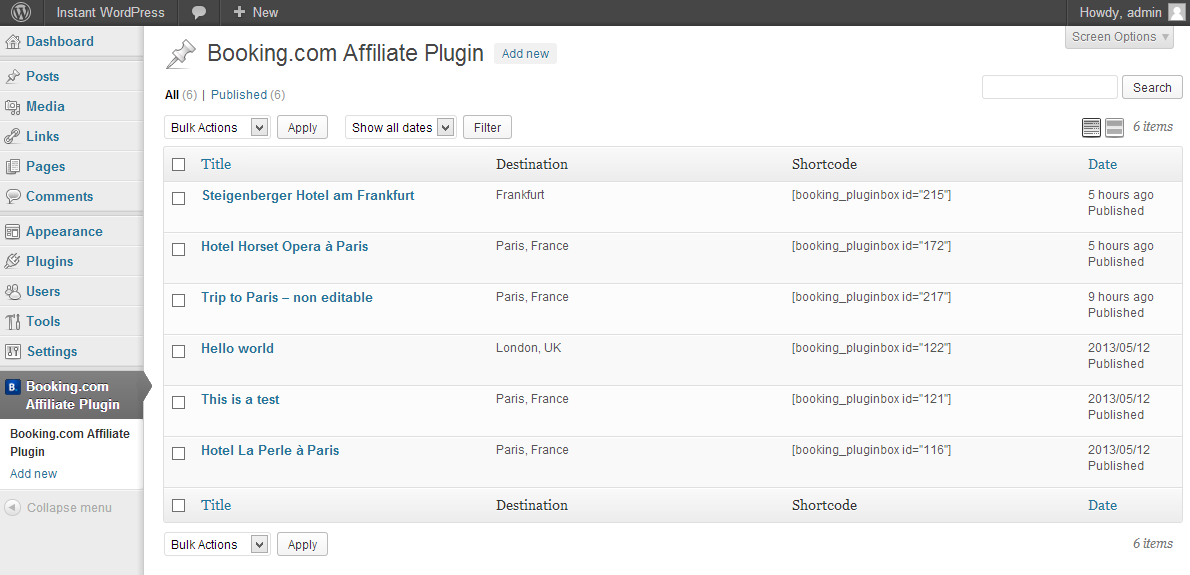 Instant WordPress New Howdy, admin
Dashboard
Posts
Media
Links
Pages
Comments
Appearance
Plugins
Users
Tools
Settings
B.
Booking.com
Affiliate Plugin
Booking.com Affiliate
Plugin
Add new
Collapse menu
Screen Options
Booking.com Affiliate Plugin Add new
All (6) | Published (6)
Search
Bulk Actions Apply Show all dates Filter 6 items
Title Destination Shortcode Date
Steigenberger Hotel am Frankfurt Frankfurt [booking_pluginbox id="215"] 5 hours ago
Published
Hotel Horset Opera à Paris Paris, France [booking_pluginbox id="172"] 5 hours ago
Published
Trip to Paris – non editable Paris, France [booking_pluginbox id="217"] 9 hours ago
Published
Hello world London, UK [booking_pluginbox id="122"] 2013/05/12
Published
This is a test Paris, France [booking_pluginbox id="121"] 2013/05/12
Published
Hotel La Perle à Paris Paris, France [booking_pluginbox id="116"] 2013/05/12
Published
Title Destination Shortcode Date
Bulk Actions Apply 6 items